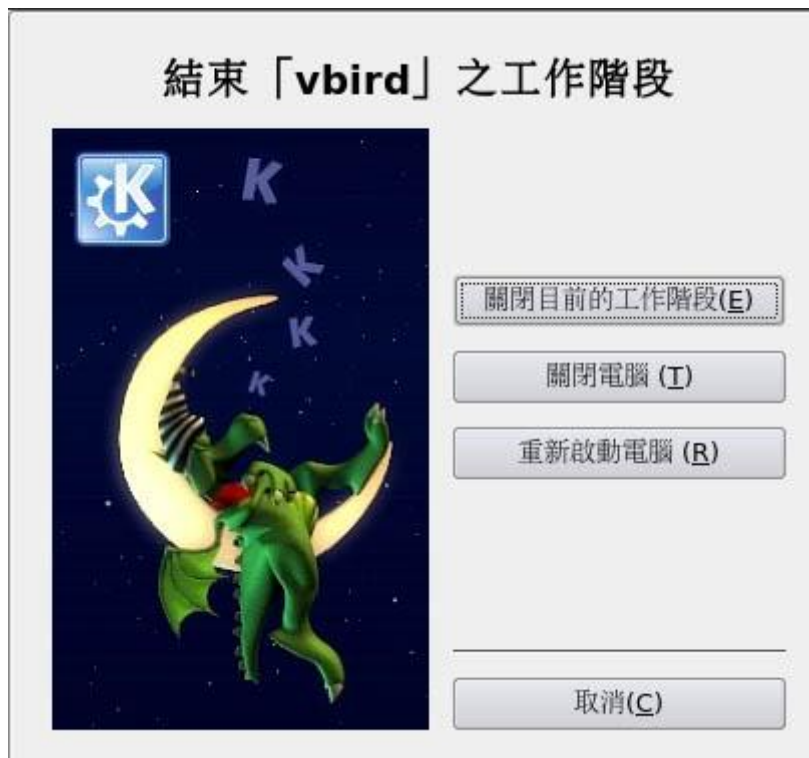 結束「vbird」之工作階段
K
K
K
K
K
關閉目前的工作階段(E)
關閉電腦 (T)
重新啟動電腦 (R)
取消(C)